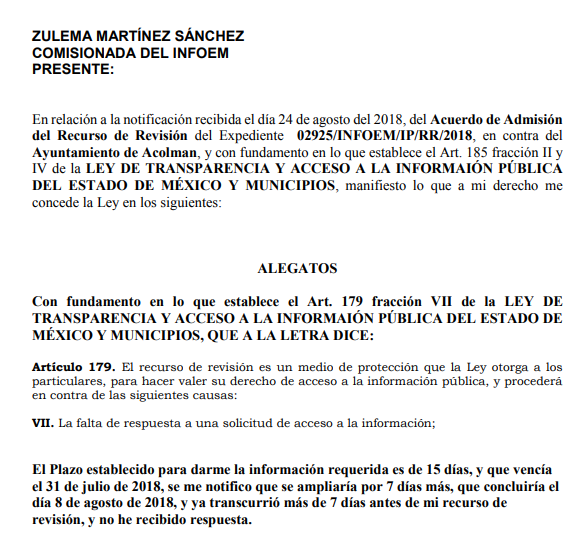 ZULEMA MARTÍNEZ SÁNCHEZ
COMISIONADA DEL INFOEM
PRESENTE:
En relación a la notificación recibida el día 24 de agosto del 2018, del Acuerdo de Admisión
del Recurso de Revisión del Expediente 02925/INFOEM/IP/RR/2018, en contra del
Ayuntamiento de Acolman, y con fundamento en lo que establece el Art. 185 fracción II y
IV de la LEY DE TRANSPARENCIA Y ACCESO A LA INFORMAIÓN PÚBLICA
DEL ESTADO DE MÉXICO Y MUNICIPIOS, manifiesto lo que a mi derecho me
concede la Ley en los siguientes:
ALEGATOS
Con fundamento en lo que establece el Art. 179 fracción VII de la LEY DE
TRANSPARENCIA Y ACCESO A LA INFORMAIÓN PÚBLICA DEL ESTADO DE
MÉXICO Y MUNICIPIOS, QUE A LA LETRA DICE:
Artículo 179. El recurso de revisión es un medio de protección que la Ley otorga a los
particulares, para hacer valer su derecho de acceso a la información pública, y procederá
en contra de las siguientes causas:
VII. La falta de respuesta a una solicitud de acceso a la información;
El Plazo establecido para darme la información requerida es de 15 días, y que vencía
el 31 de julio de 2018, se me notifico que se ampliaría por 7 días más, que concluiría el
día 8 de agosto de 2018, y ya transcurrió más de 7 días antes de mi recurso de
revisión, y no he recibido respuesta.